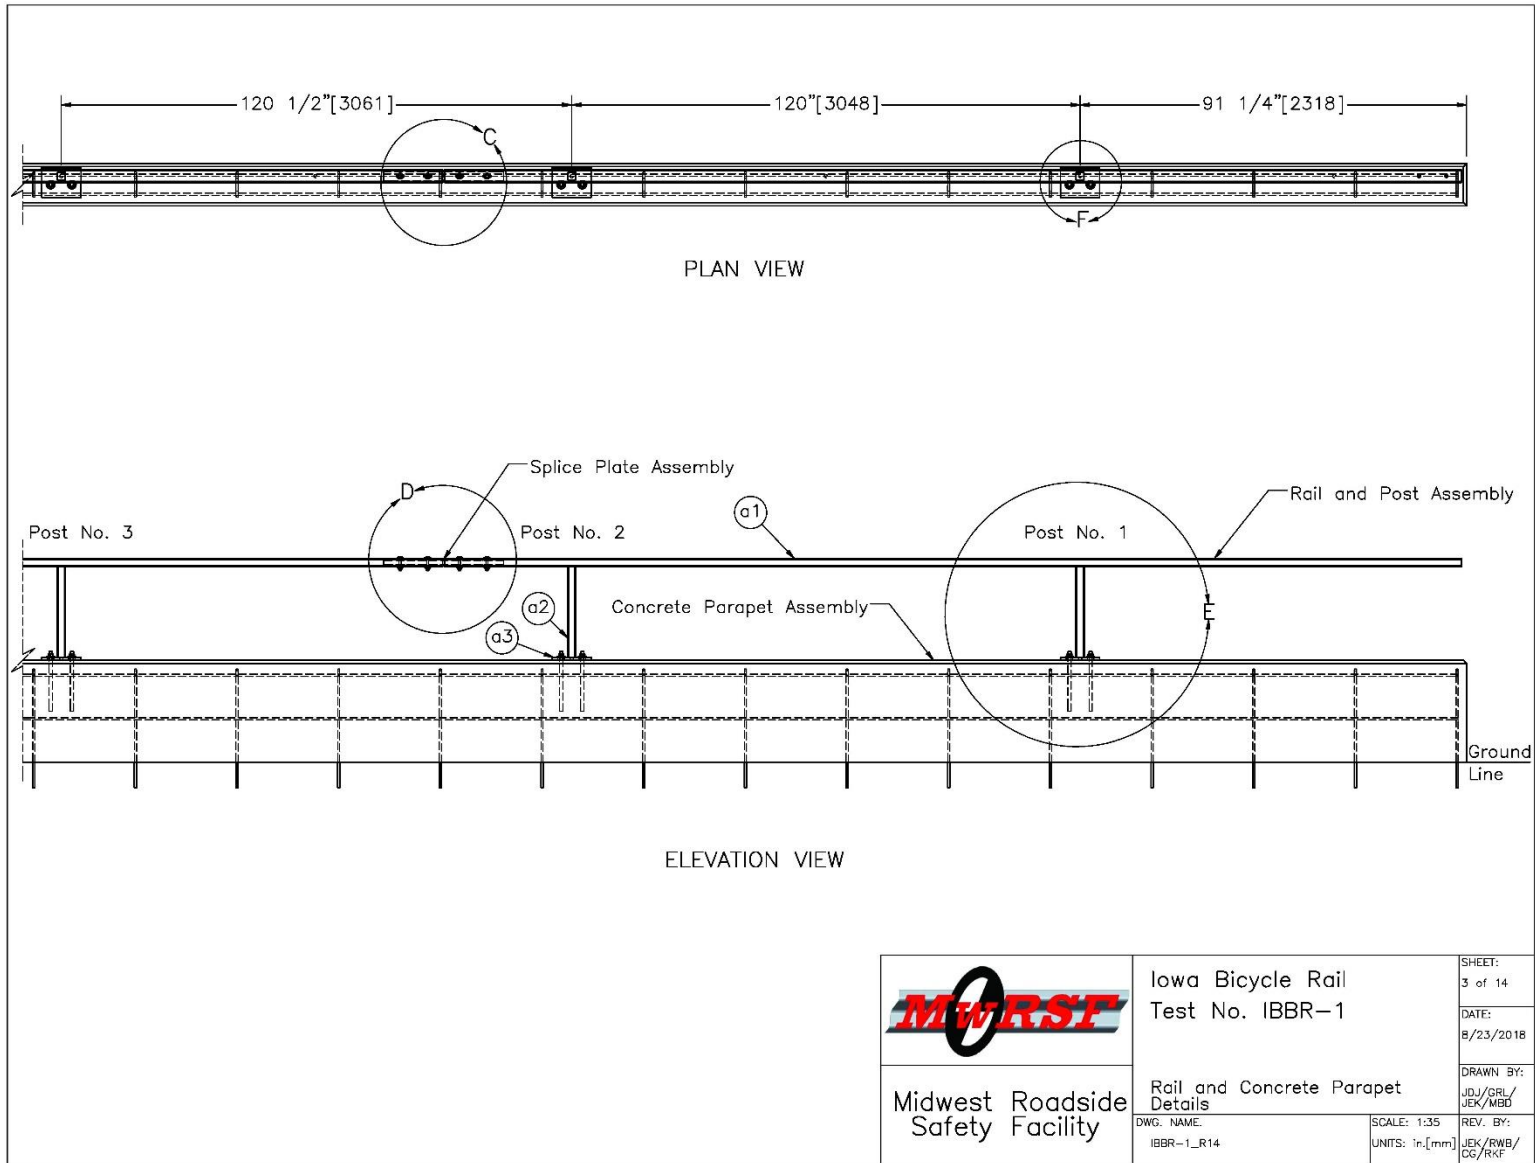 120 1/2"[3061]
120"[3048]
91 1/4"[2318]
C
F
PLAN VIEW
Splice Plate Assembly
D
a1
Rail and Post Assembly
Post No. 3
Post No. 2
Post No. 1
a2
Concrete Parapet Assembly
E
a3
Ground
Line
ELEVATION VIEW
MwRSF
Midwest Roadside
Safety Facility
Iowa Bicycle Rail
Test No. IBBR-1
Rail and Concrete Parapet
Details
DWG. NAME.
IBBR-1_R14
SCALE: 1:35
UNITS: in.[mm]
SHEET:
3 of 14
DATE:
8/23/2018
DRAWN BY:
JDJ/GRL/
JEK/MBD
REV. BY:
JEK/RWB/
CG/RKF